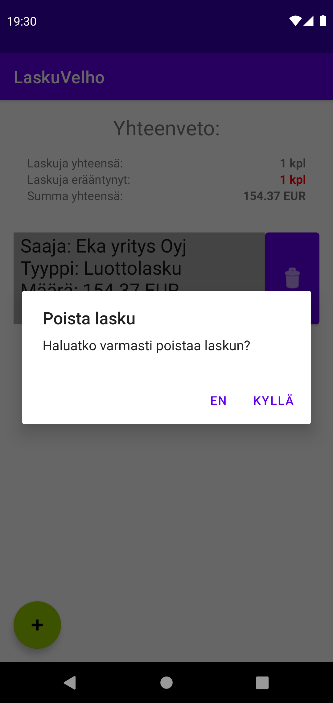 19:30
LaskuVelho
Yhteenveto:
Laskuja yhteensä: 1 kpl
Laskuja erääntynyt: 1 kpl
Summa yhteensä: 154.37 EUR
Saaja: Eka yritys Oyj
Tyyppi: Luottolasku
Määrä: 154.37 EUR
Poista lasku
Haluatko varmasti poistaa laskun?
EN KYLLÄ
+